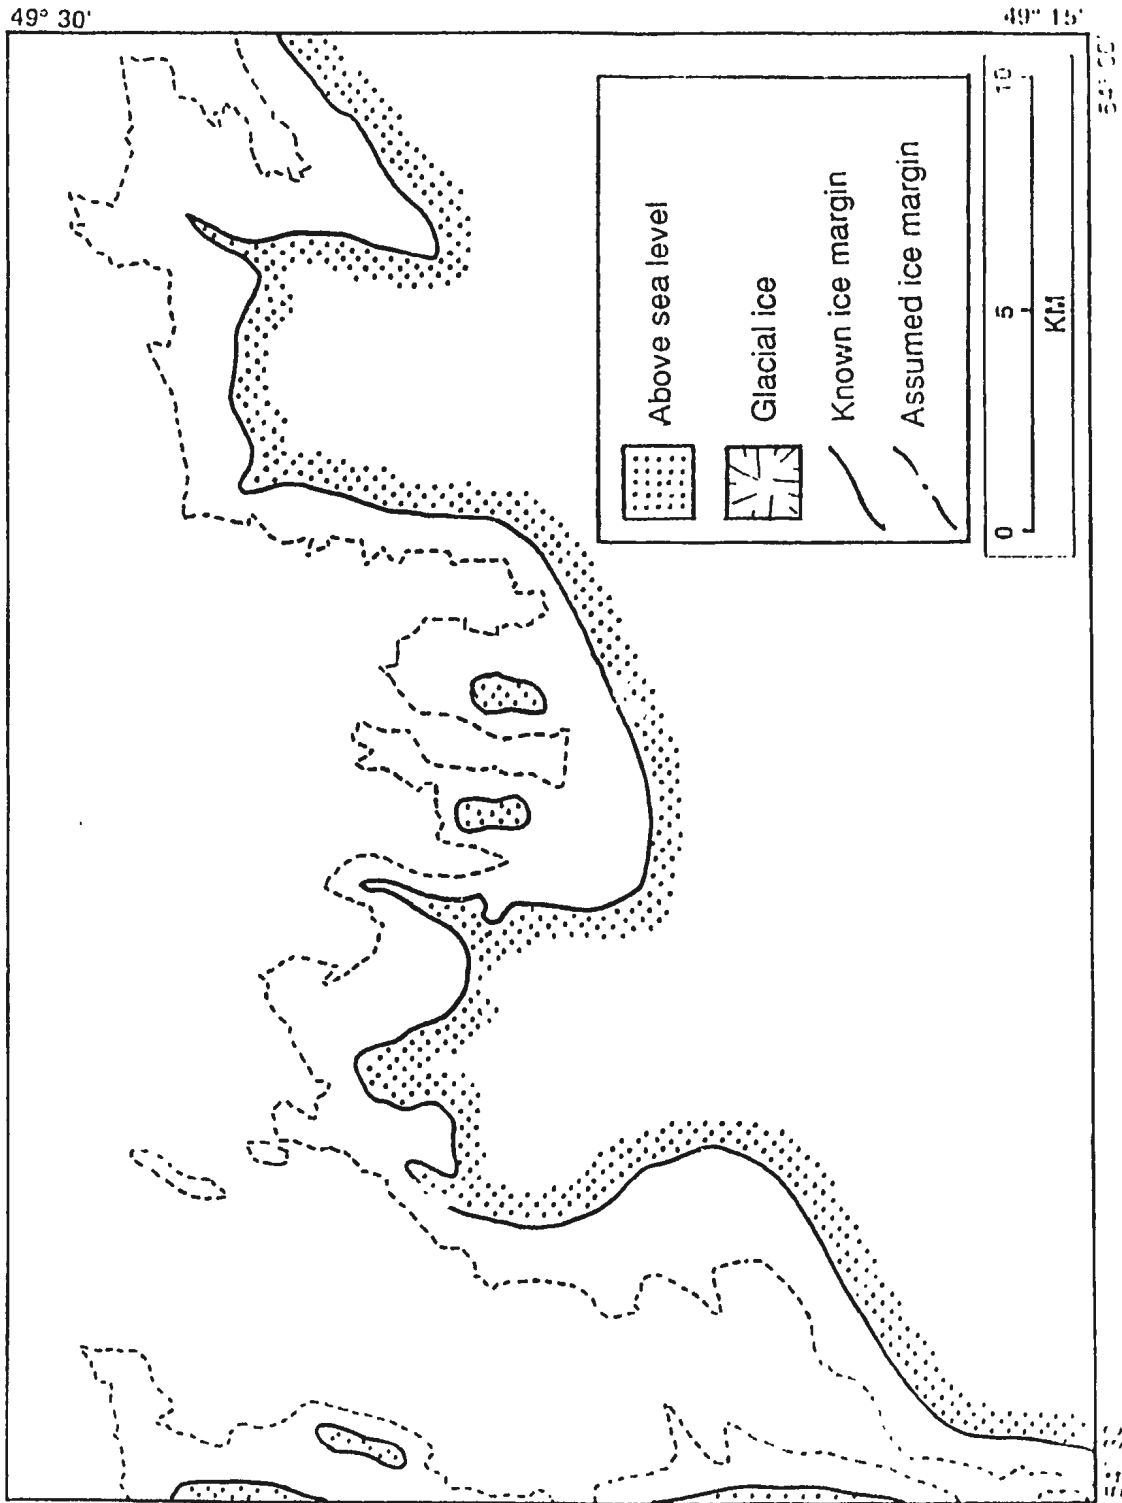 49° 30'
49° 15'
Above sea level
Glacial ice
Known ice margin
Assumed ice margin
0 5 10
KM